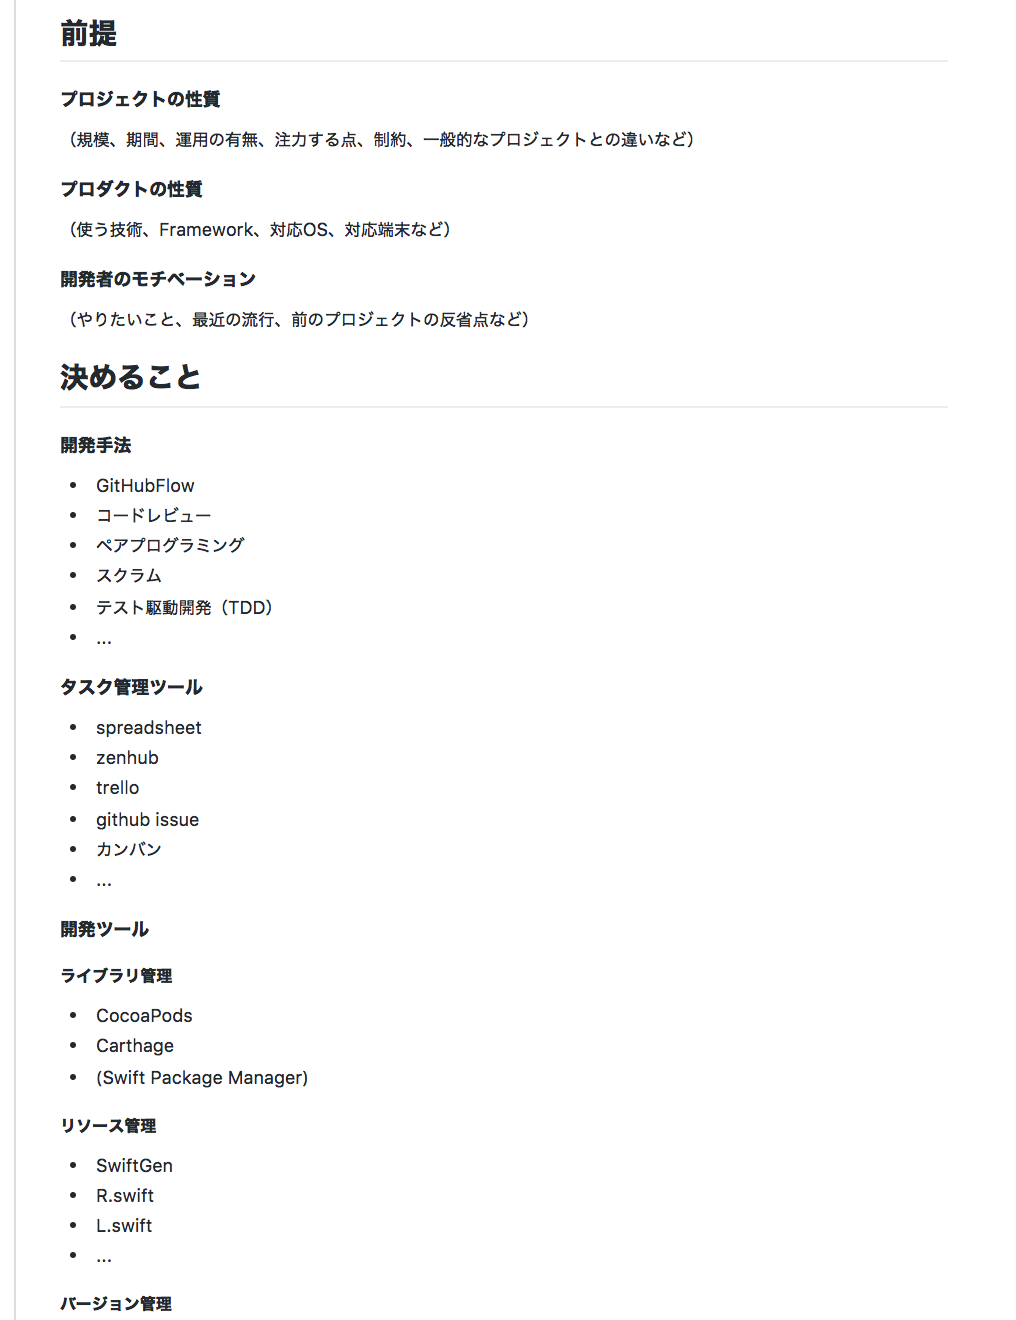 前提
プロジェクトの性質
（規模、期間、運用の有無、注力する点、制約、一般的なプロジェクトとの違いなど）
プロダクトの性質
（使う技術、Framework、対応OS、対応端末など）
開発者のモチベーション
（やりたいこと、最近の流行、前のプロジェクトの反省点など）
決めること
開発手法
• GitHubFlow
• コードレビュー
• ペアプログラミング
• スクラム
• テスト駆動開発（TDD）
• ...
タスク管理ツール
• spreadsheet
• zenhub
• trello
• github issue
• カンバン
• ...
開発ツール
ライブラリ管理
• CocoaPods
• Carthage
• (Swift Package Manager)
リソース管理
• SwiftGen
• R.swift
• L.swift
• ...
バージョン管理